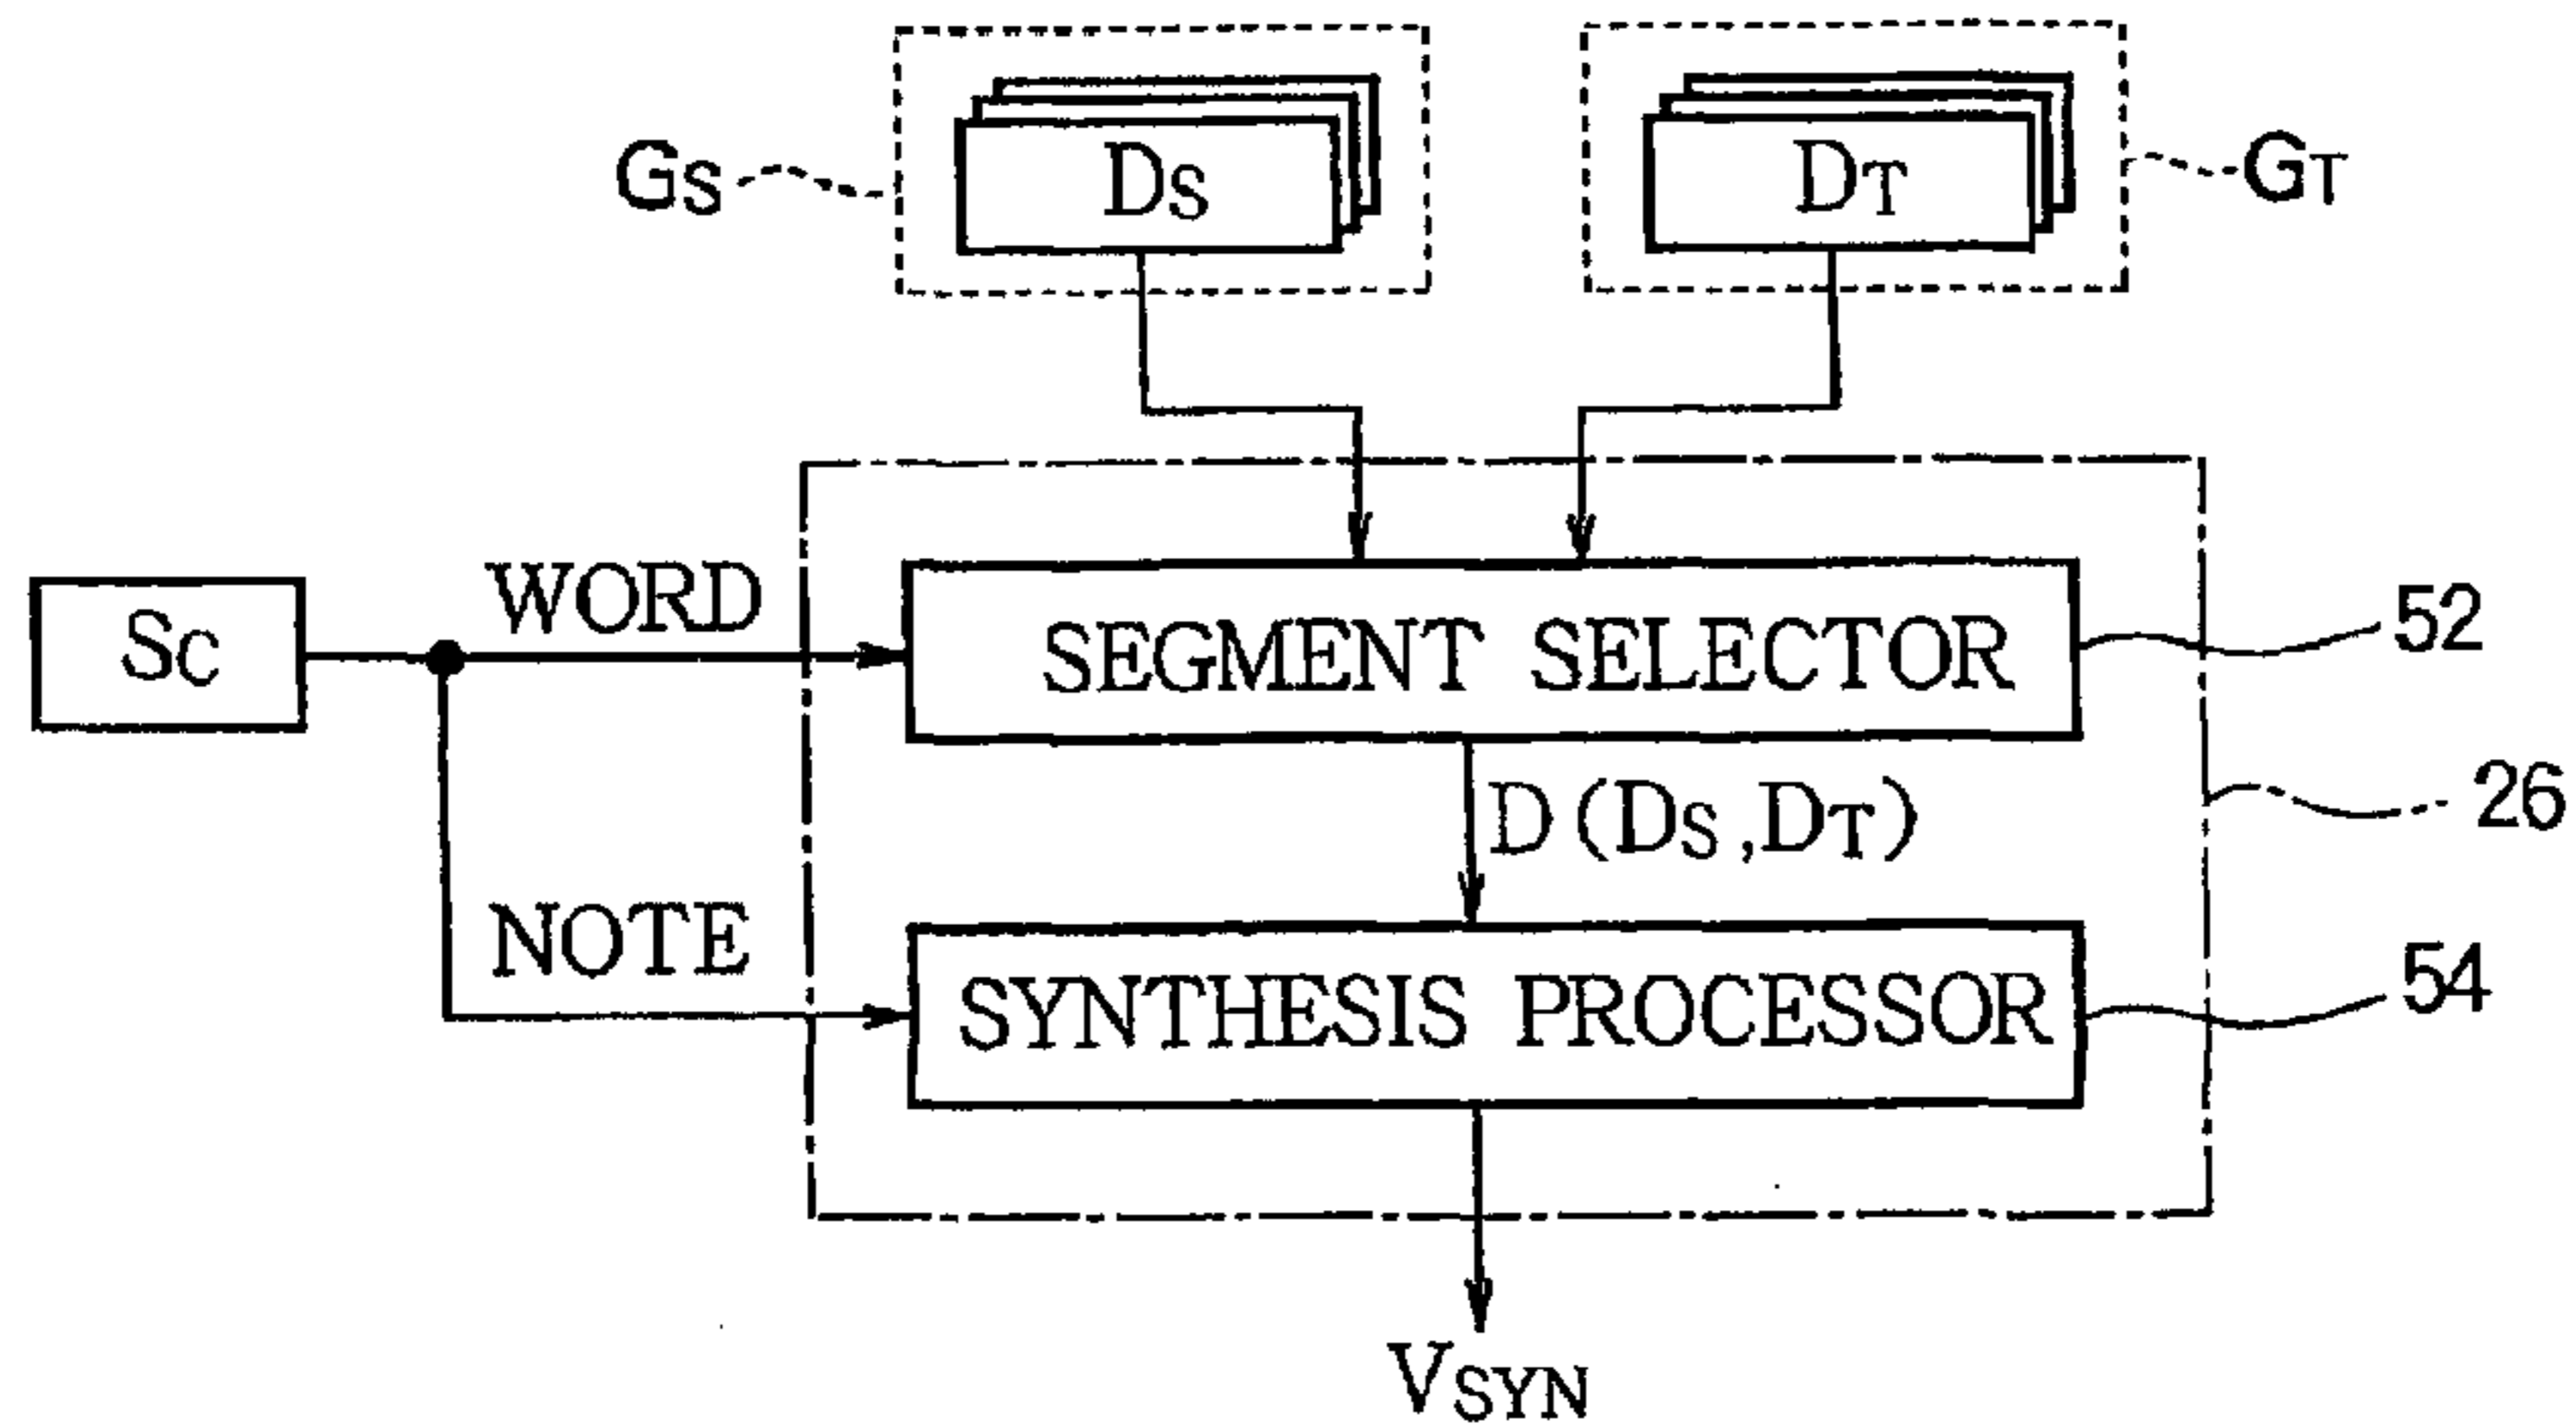 GS DS DT GT
WORD
SC SEGMENT SELECTOR 52
D(DS,DT) 26
NOTE
SYNTHESIS PROCESSOR 54
VSYN